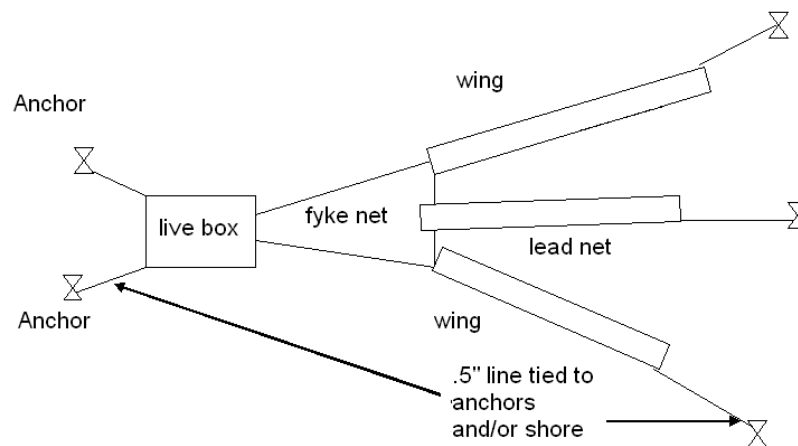 wing
Anchor
live box
fyke net
lead net
Anchor
wing
.5" line tied to
anchors
and/or shore